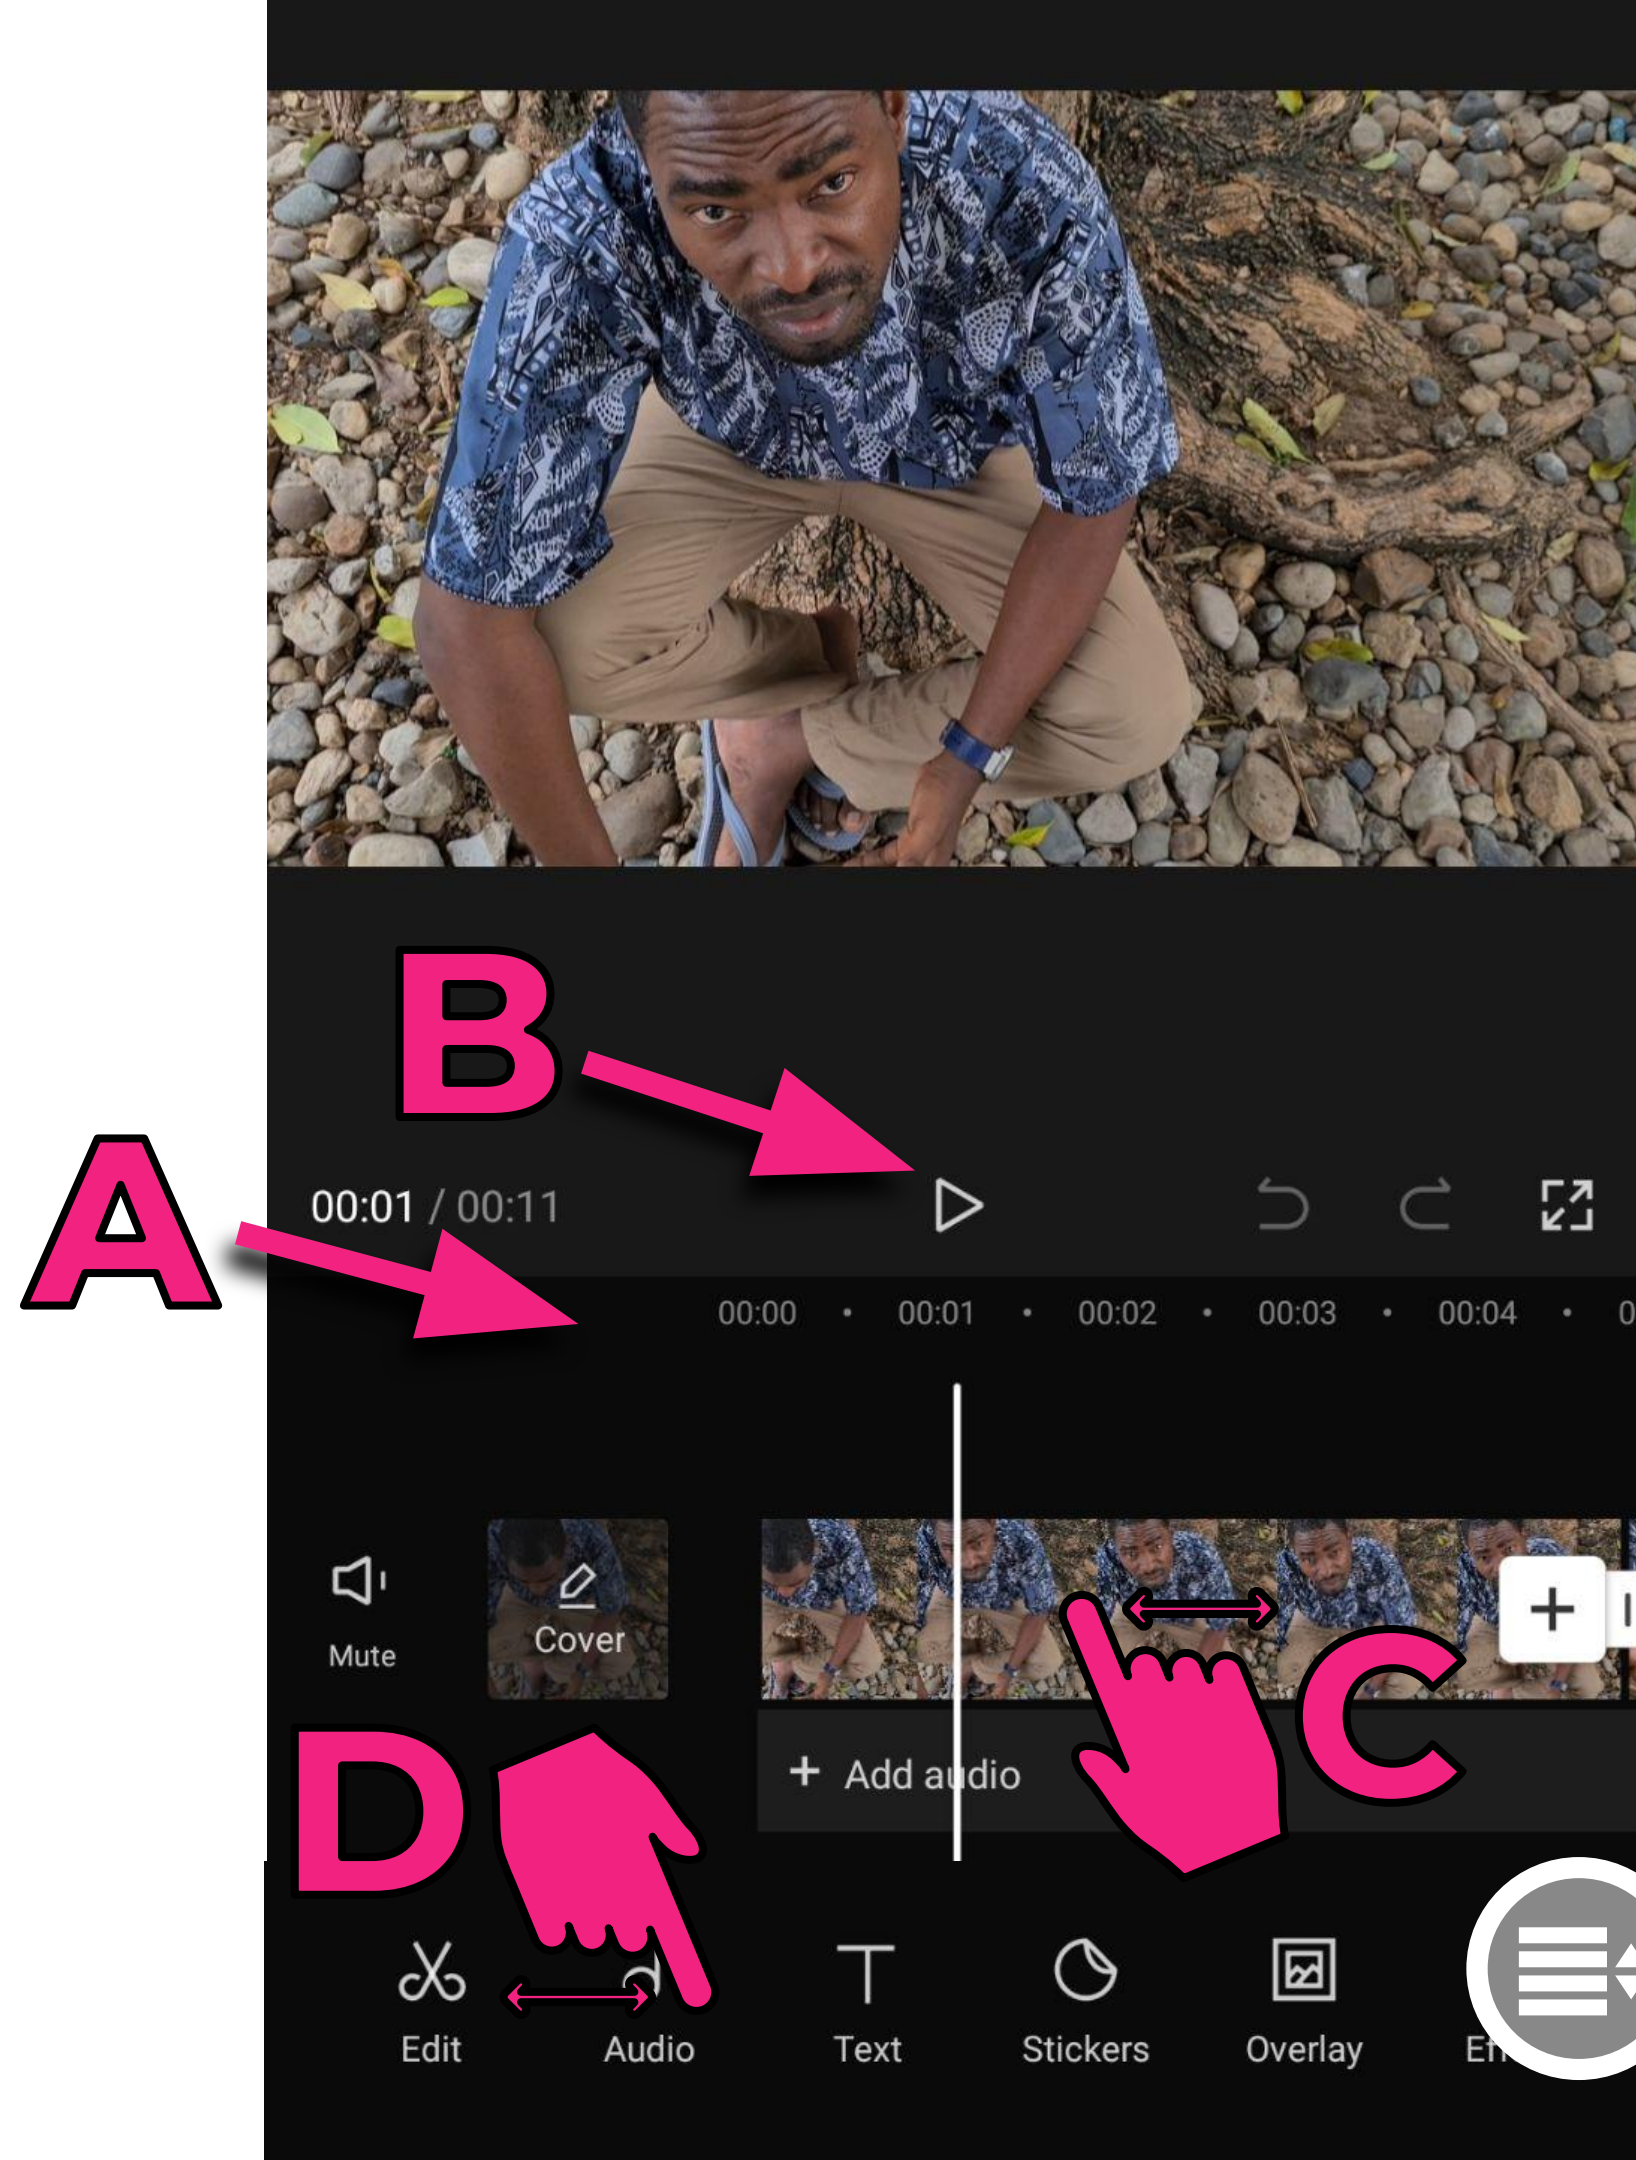 B
A
00:01 / 00:11
00:00 • 00:01 • 00:02 • 00:03 • 00:04 • 0
Mute
Cover
C
D
+ Add audio
Edit
Audio
Text
Stickers
Overlay